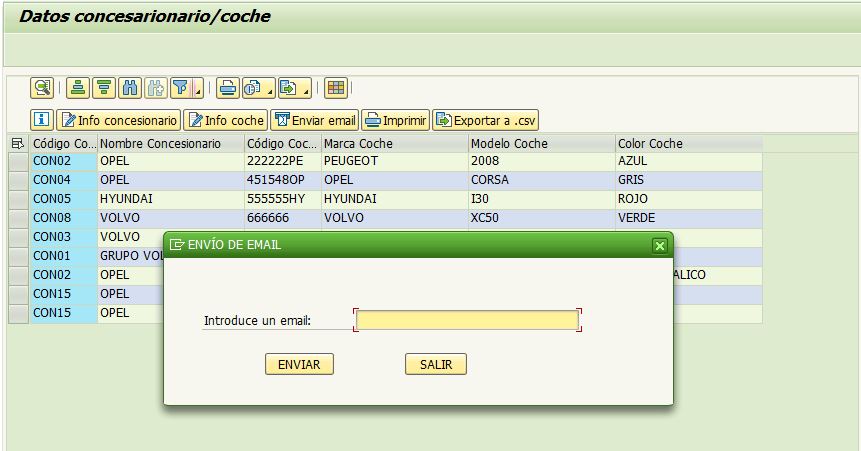 Datos concesarionario/coche
Info concesionario Info coche Enviar email Imprimir Exportar a .csv
Código Co... Nombre Concesionario Código Coc... Marca Coche Modelo Coche Color Coche
CON02 OPEL 222222PE PEUGEOT 2008 AZUL
CON04 OPEL 451548OP OPEL CORSA GRIS
CON05 HYUNDAI 555555HY HYUNDAI I30 ROJO
CON08 VOLVO 666666 VOLVO XC50 VERDE
CON03 VOLVO
CON01 GRUPO VOL
CON02 OPEL ALICO
CON15 OPEL
CON15 OPEL
ENVÍO DE EMAIL
Introduce un email:
ENVIAR SALIR